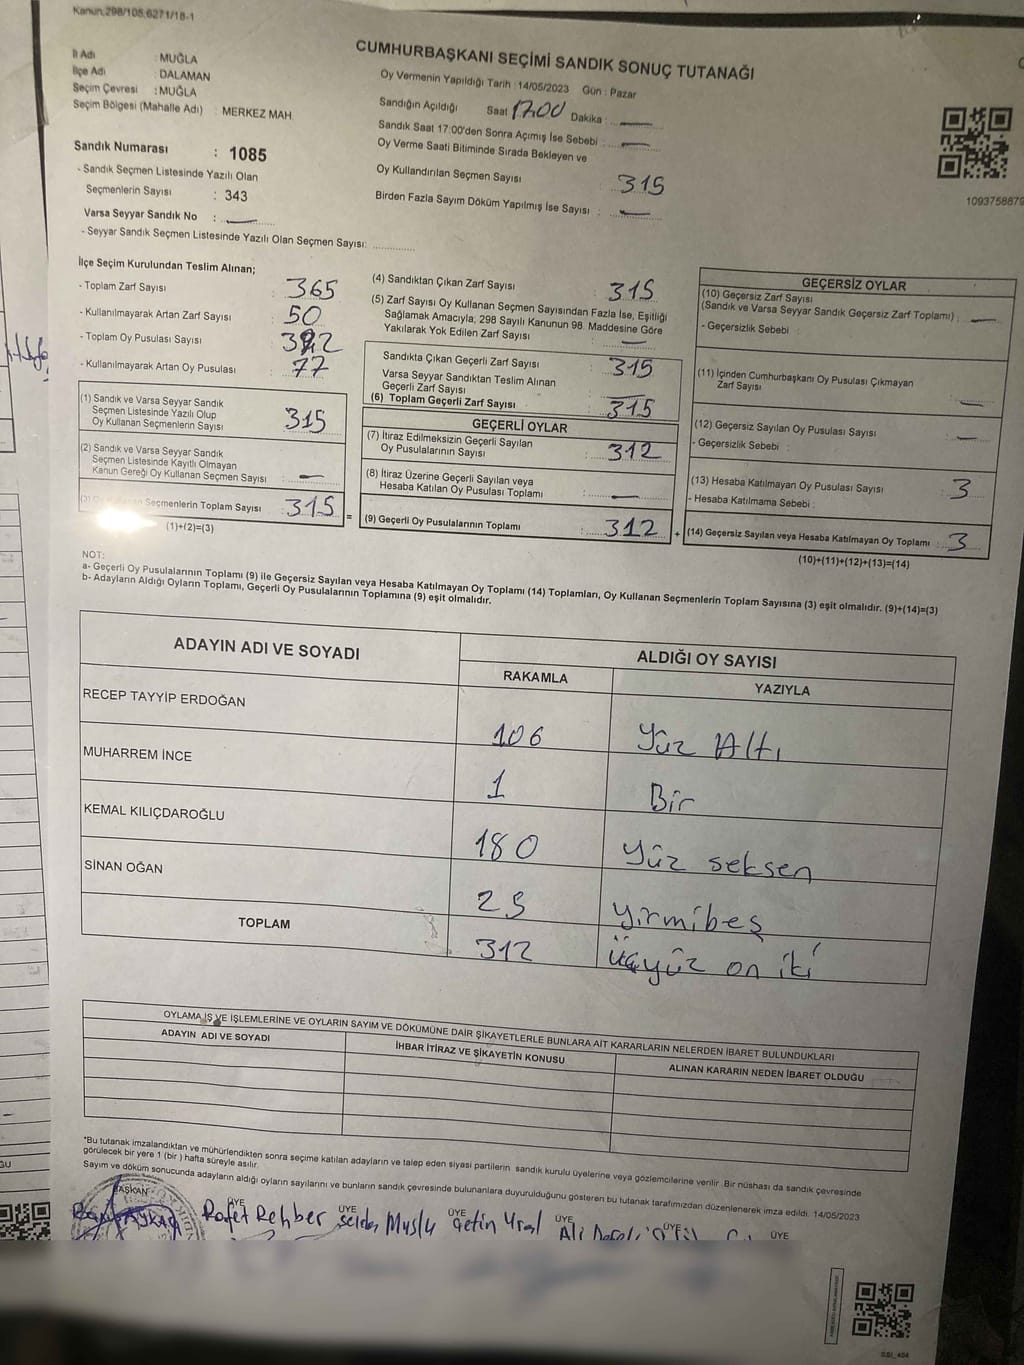 Kanun.298/105,6271/18-1
CUMHURBAŞKANI SEÇİMİ SANDIK SONUÇ TUTANAĞI
İl Adı : MUĞLA
İlçe Adı : DALAMAN
Seçim Çevresi : MUĞLA
Seçim Bölgesi (Mahalle Adı) : MERKEZ MAH.
Sandık Numarası : 1085
- Sandık Seçmen Listesinde Yazılı Olan
Seçmenlerin Sayısı : 343
Varsa Seyyar Sandık No : —
- Seyyar Sandık Seçmen Listesinde Yazılı Olan Seçmen Sayısı: ............
Oy Vermenin Yapıldığı Tarih : 14/05/2023 Gün : Pazar
Sandığın Açıldığı Saat 17.00 Dakika : —
Sandık Saat 17:00'den Sonra Açımış İse Sebebi : —
Oy Verme Saati Bitiminde Sırada Bekleyen ve
Oy Kullandırılan Seçmen Sayısı : 315
Birden Fazla Sayım Döküm Yapılmış İse Sayısı : —
1093758879
İlçe Seçim Kurulundan Teslim Alınan;
- Toplam Zarf Sayısı : 365
- Kullanılmayarak Artan Zarf Sayısı : 50
- Toplam Oy Pusulası Sayısı : 392
- Kullanılmayarak Artan Oy Pusulası : 77
(1) Sandık ve Varsa Seyyar Sandık
Seçmen Listesinde Yazılı Olup
Oy Kullanan Seçmenlerin Sayısı : 315
(2) Sandık ve Varsa Seyyar Sandık
Seçmen Listesinde Kayıtlı Olmayan
Kanun Gereği Oy Kullanan Seçmen Sayısı : —
Seçmenlerin Toplam Sayısı : 315
(1)+(2)=(3)
(4) Sandıktan Çıkan Zarf Sayısı : 315
(5) Zarf Sayısı Oy Kullanan Seçmen Sayısından Fazla İse, Eşitliği
Sağlamak Amacıyla; 298 Sayılı Kanunun 98. Maddesine Göre
Yakılarak Yok Edilen Zarf Sayısı : —
Sandıkta Çıkan Geçerli Zarf Sayısı : 315
Varsa Seyyar Sandıktan Teslim Alınan
Geçerli Zarf Sayısı :
(6) Toplam Geçerli Zarf Sayısı : 315
GEÇERLİ OYLAR
(7) İtiraz Edilmeksizin Geçerli Sayılan
Oy Pusulalarının Sayısı : 312
(8) İtiraz Üzerine Geçerli Sayılan veya
Hesaba Katılan Oy Pusulası Toplamı : —
= (9) Geçerli Oy Pusulalarının Toplamı : 312
GEÇERSİZ OYLAR
(10) Geçersiz Zarf Sayısı
(Sandık ve Varsa Seyyar Sandık Geçersiz Zarf Toplamı) : —
- Geçersizlik Sebebi :
(11) İçinden Cumhurbaşkanı Oy Pusulası Çıkmayan
Zarf Sayısı : —
(12) Geçersiz Sayılan Oy Pusulası Sayısı : —
- Geçersizlik Sebebi :
(13) Hesaba Katılmayan Oy Pusulası Sayısı : 3
- Hesaba Katılmama Sebebi :
+ (14) Geçersiz Sayılan veya Hesaba Katılmayan Oy Toplamı : 3
(10)+(11)+(12)+(13)=(14)
NOT:
a- Geçerli Oy Pusulalarının Toplamı (9) ile Geçersiz Sayılan veya Hesaba Katılmayan Oy Toplamı (14) Toplamları, Oy Kullanan Seçmenlerin Toplam Sayısına (3) eşit olmalıdır. (9)+(14)=(3)
b- Adayların Aldığı Oyların Toplamı, Geçerli Oy Pusulalarının Toplamına (9) eşit olmalıdır.
ADAYIN ADI VE SOYADI ALDIĞI OY SAYISI
RAKAMLA YAZIYLA
RECEP TAYYİP ERDOĞAN 106 Yüz Altı
MUHARREM İNCE 1 Bir
KEMAL KILIÇDAROĞLU 180 Yüz seksen
SİNAN OĞAN 25 yirmibeş
TOPLAM 312 üçyüz on iki
OYLAMA İŞ VE İŞLEMLERİNE VE OYLARIN SAYIM VE DÖKÜMÜNE DAİR ŞİKAYETLERLE BUNLARA AİT KARARLARIN NELERDEN İBARET BULUNDUKLARI
ADAYIN ADI VE SOYADI İHBAR İTİRAZ VE ŞİKAYETİN KONUSU ALINAN KARARIN NEDEN İBARET OLDUĞU
*Bu tutanak imzalandıktan ve mühürlendikten sonra seçime katılan adayların ve talep eden siyasi partilerin sandık kurulu üyelerine veya gözlemcilerine verilir. Bir nüshası da sandık çevresinde
görülecek bir yere 1 (bir ) hafta süreyle asılır.
Sayım ve döküm sonucunda adayların aldığı oyların sayılarını ve bunların sandık çevresinde bulunanlara duyurulduğunu gösteren bu tutanak tarafımızdan düzenlenerek imza edildi. 14/05/2023
BAŞKAN ÜYE ÜYE ÜYE ÜYE ÜYE ÜYE
AYKAÇ Rafet Rehber Selda Muslu Çetin Ural Ali